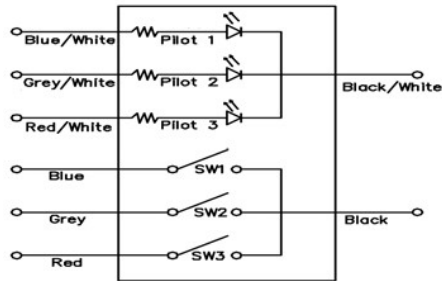 Blue/White Pilot 1
Grey/White Pilot 2 Black/White
Red/White Pilot 3
Blue SW1
Grey SW2 Black
Red SW3